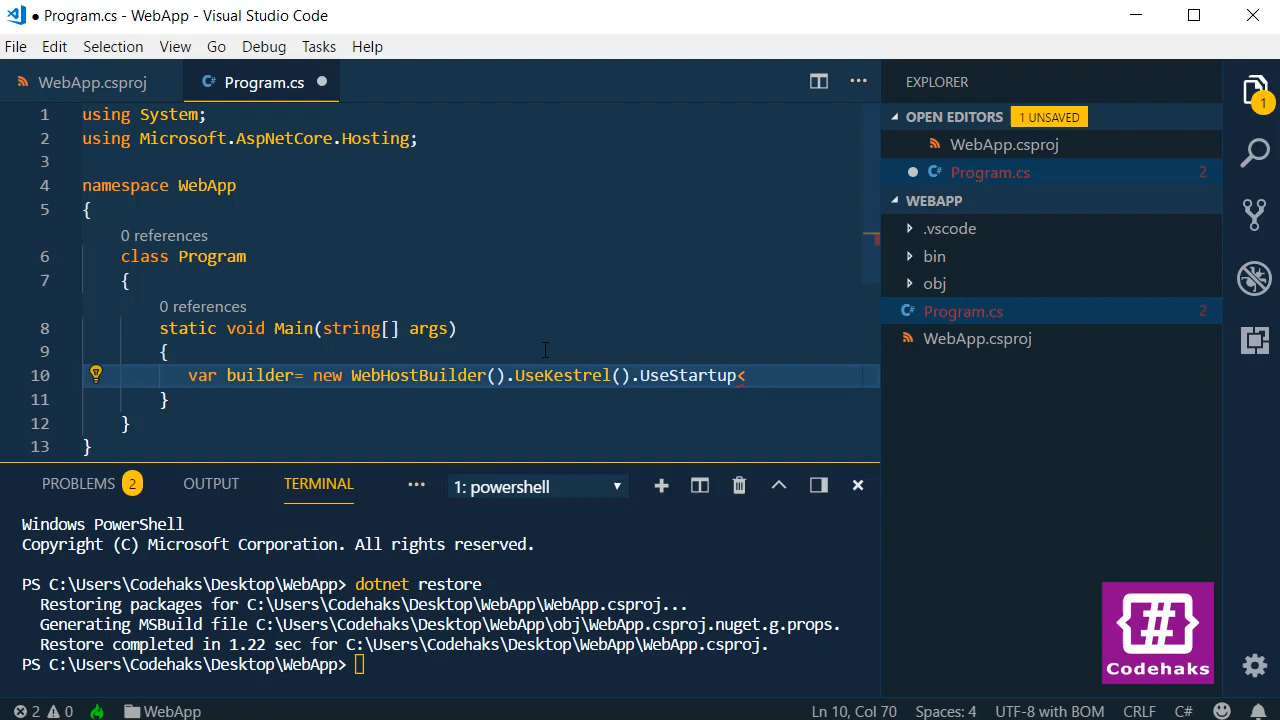 ● Program.cs - WebApp - Visual Studio Code
File Edit Selection View Go Debug Tasks Help
WebApp.csproj C# Program.cs ● ···
1 using System;
2 using Microsoft.AspNetCore.Hosting;
3
4 namespace WebApp
5 {
0 references
6 class Program
7 {
0 references
8 static void Main(string[] args)
9 {
10 var builder= new WebHostBuilder().UseKestrel().UseStartup<
11 }
12 }
13 }
EXPLORER
OPEN EDITORS 1 UNSAVED
WebApp.csproj
● C# Program.cs 2
WEBAPP
.vscode
bin
obj
C# Program.cs 2
WebApp.csproj
1
PROBLEMS 2 OUTPUT TERMINAL ··· 1: powershell
Windows PowerShell
Copyright (C) Microsoft Corporation. All rights reserved.
PS C:\Users\Codehaks\Desktop\WebApp> dotnet restore
Restoring packages for C:\Users\Codehaks\Desktop\WebApp\WebApp.csproj...
Generating MSBuild file C:\Users\Codehaks\Desktop\WebApp\obj\WebApp.csproj.nuget.g.props.
Restore completed in 1.22 sec for C:\Users\Codehaks\Desktop\WebApp\WebApp.csproj.
PS C:\Users\Codehaks\Desktop\WebApp>
{#}
Codehaks
2 0 WebApp Ln 10, Col 70 Spaces: 4 UTF-8 with BOM CRLF C#